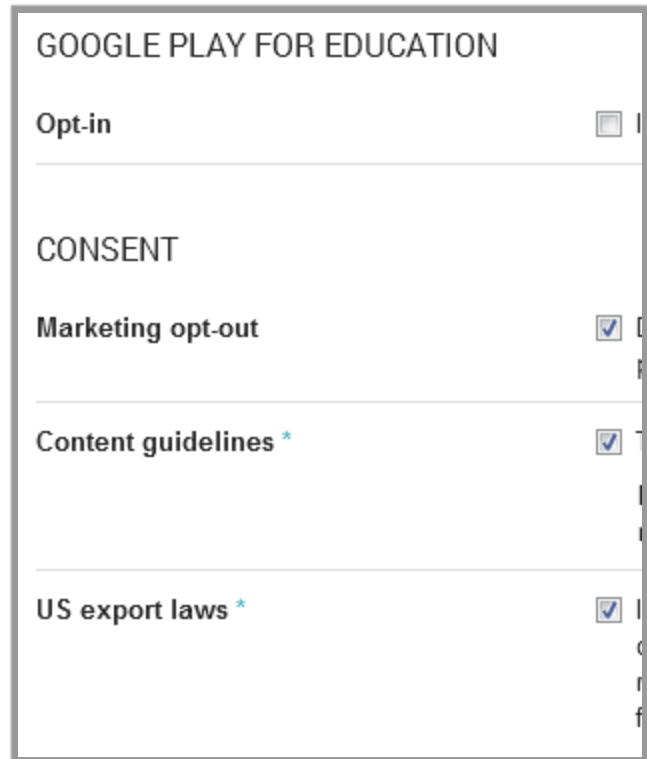 GOOGLE PLAY FOR EDUCATION
Opt-in
CONSENT
Marketing opt-out
Content guidelines *
US export laws *